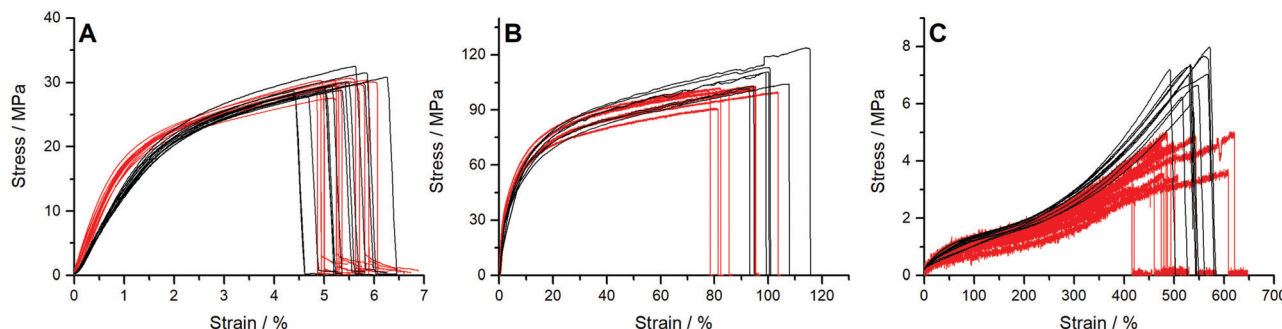 A
Stress / MPa
40
30
20
10
0
0 1 2 3 4 5 6 7
Strain / %
B
Stress / MPa
120
90
60
30
0
0 20 40 60 80 100 120
Strain / %
C
Stress / MPa
8
6
4
2
0
0 100 200 300 400 500 600 700
Strain / %